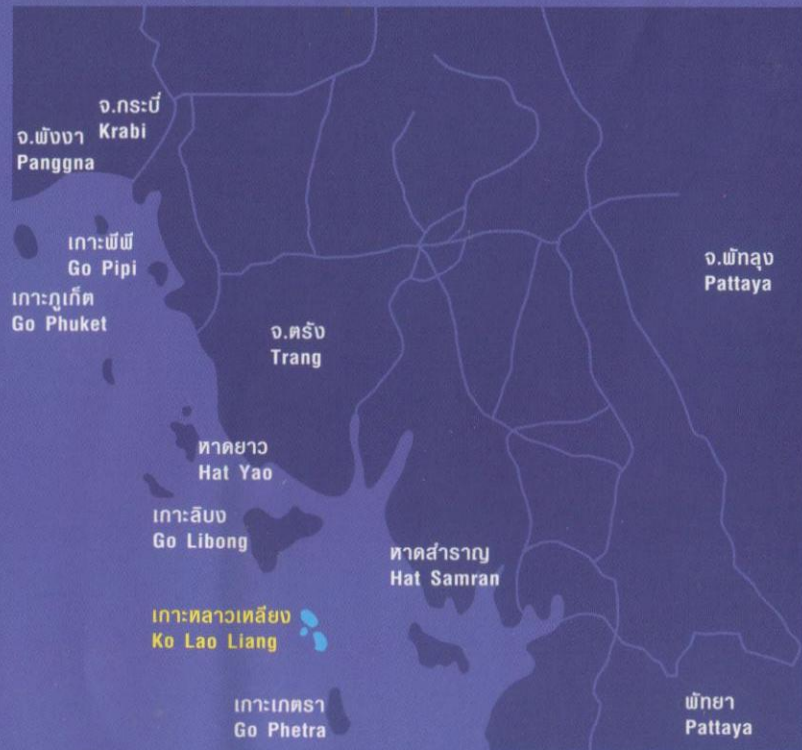 จ.กระบี่
Krabi
จ.พังงา
Panggna
เกาะพีพี
Go Pipi
เกาะภูเก็ต
Go Phuket
จ.พัทลุง
Pattaya
จ.ตรัง
Trang
หาดยาว
Hat Yao
เกาะลิบง
Go Libong
หาดสำราญ
Hat Samran
เกาะหลาวเหลียง
Ko Lao Liang
เกาะเภตรา
Go Phetra
พัทยา
Pattaya